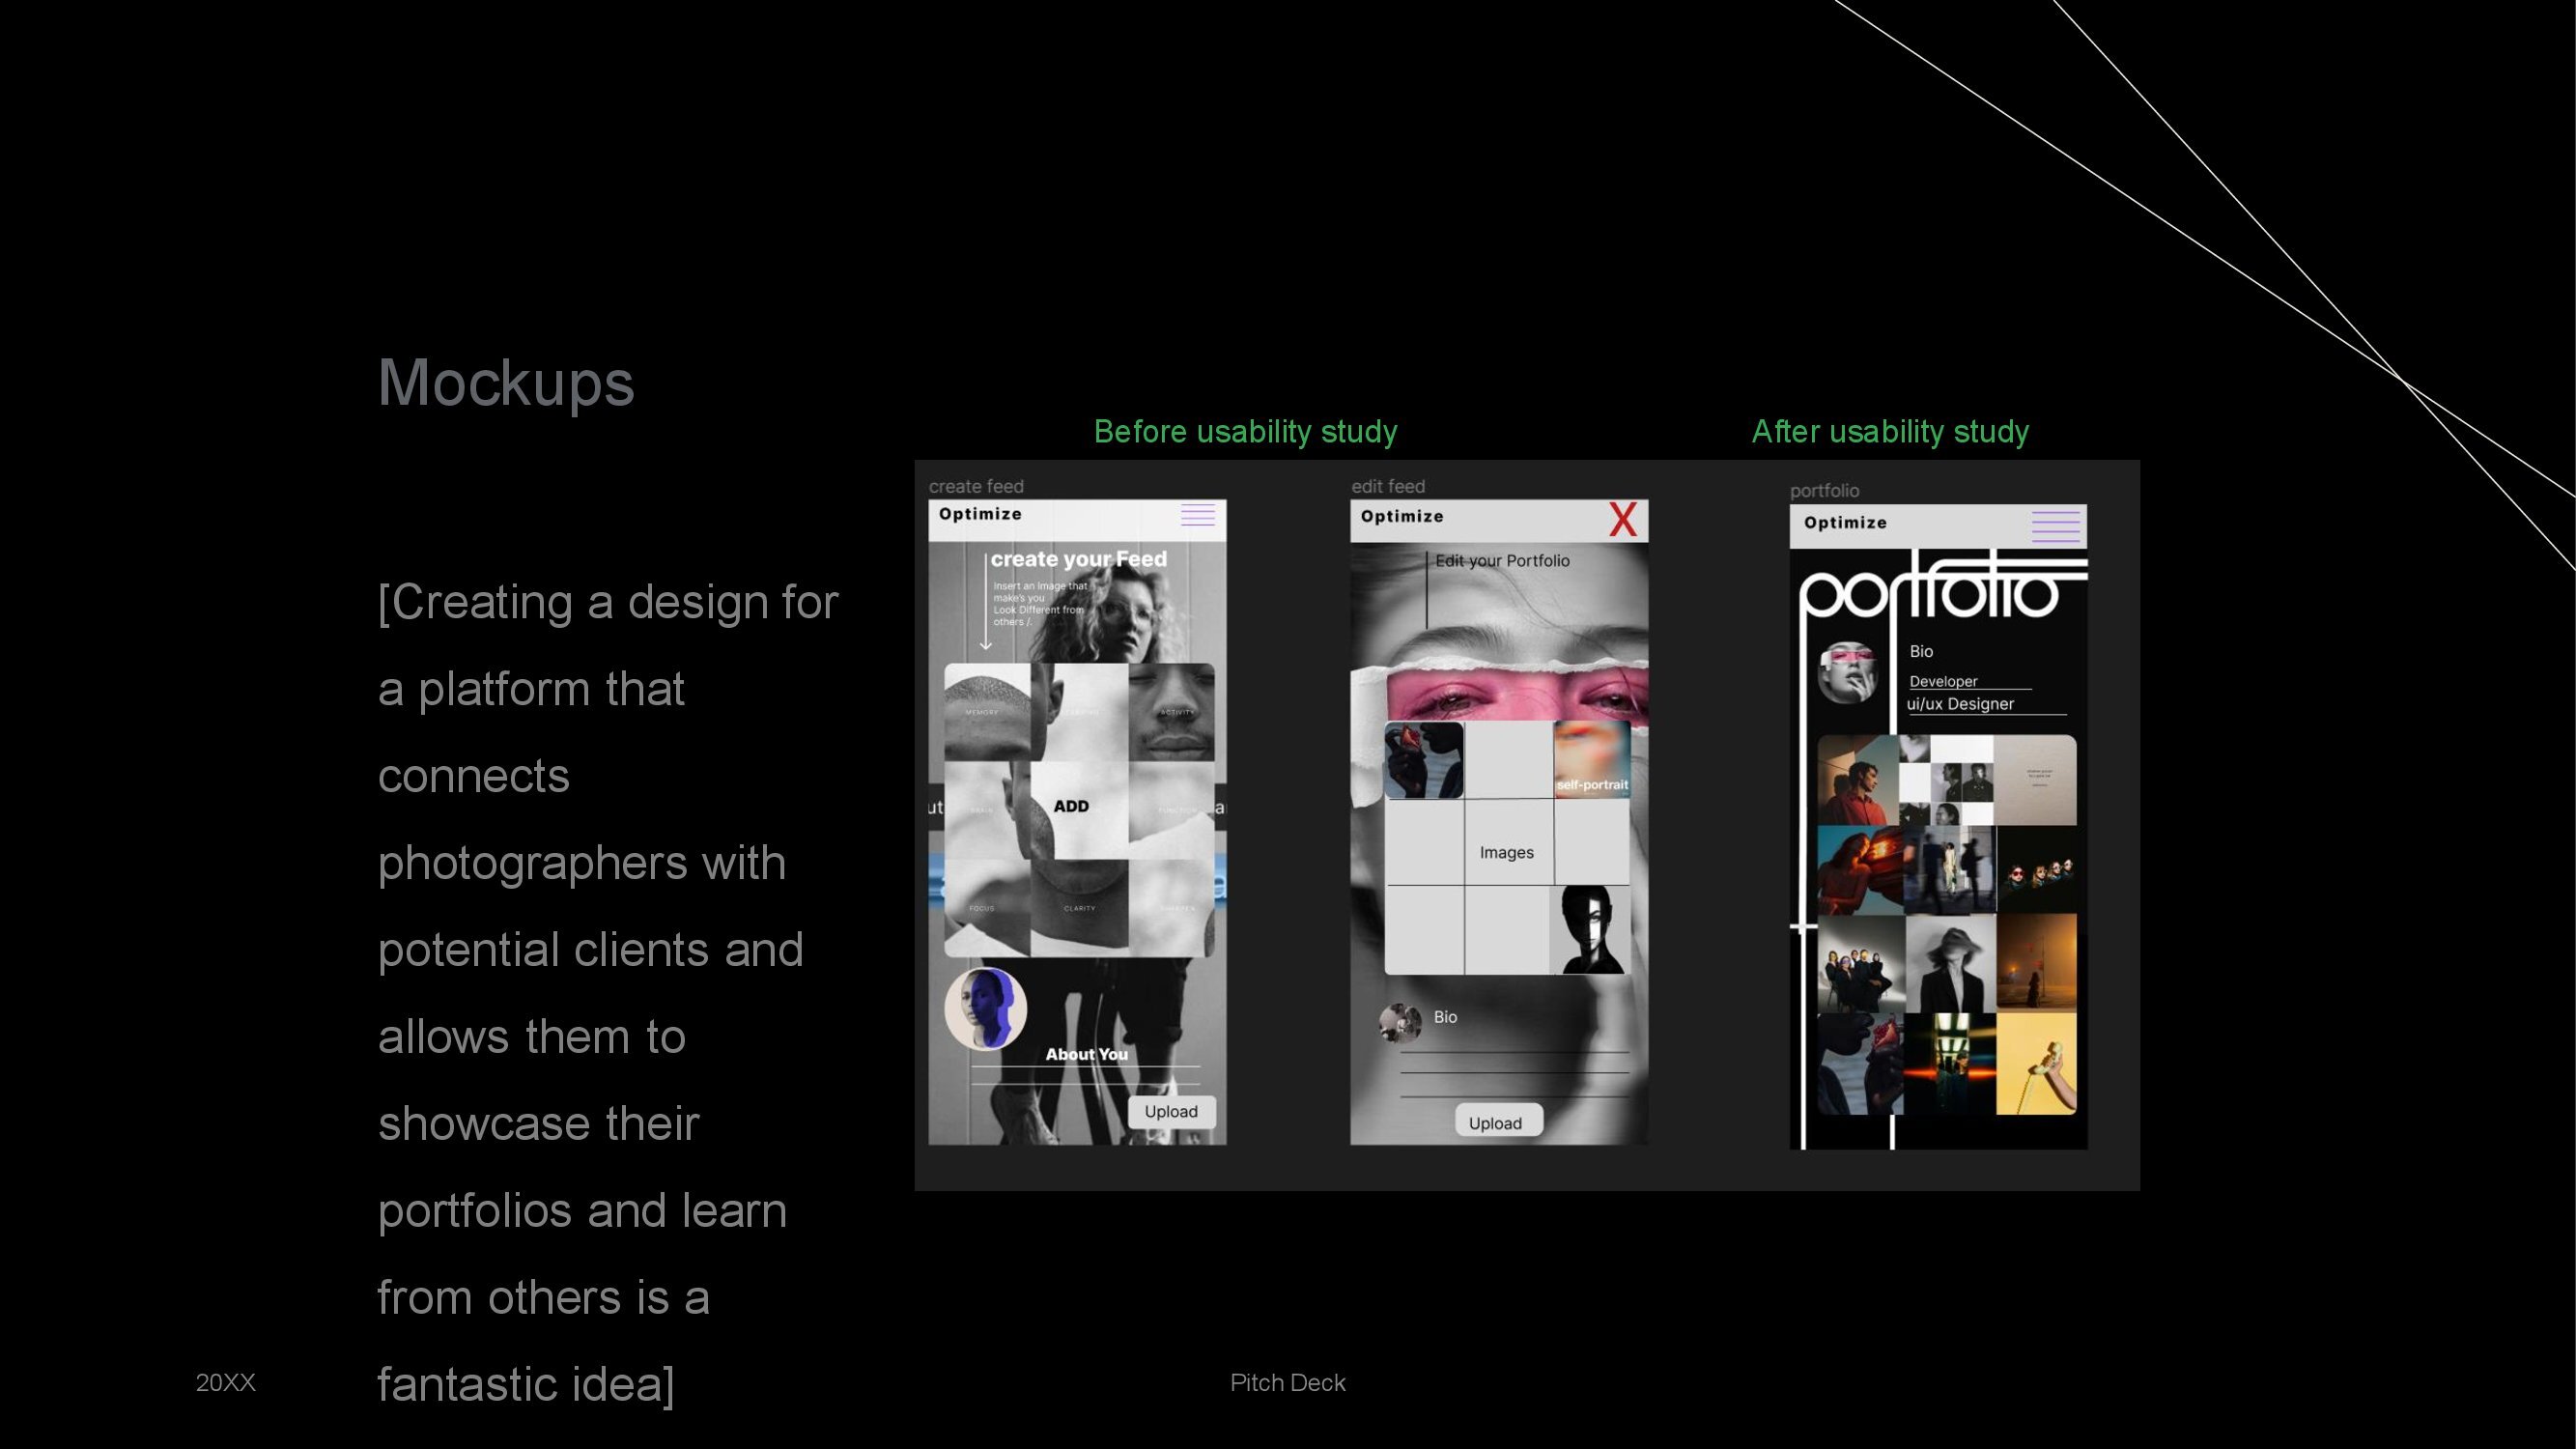 Mockups
[Creating a design for
a platform that
connects
photographers with
potential clients and
allows them to
showcase their
portfolios and learn
from others is a
fantastic idea]
Before usability study
After usability study
create feed
Optimize
create your Feed
Insert an Image that
make's you
Look Different from
others /.
MEMORY
ACTIVITY
ADD
FOCUS
CLARITY
About You
Upload
edit feed
Optimize
X
Edit your Portfolio
self-portrait
Images
Bio
Upload
portfolio
Optimize
portfolio
Bio
Developer
ui/ux Designer
20XX
Pitch Deck